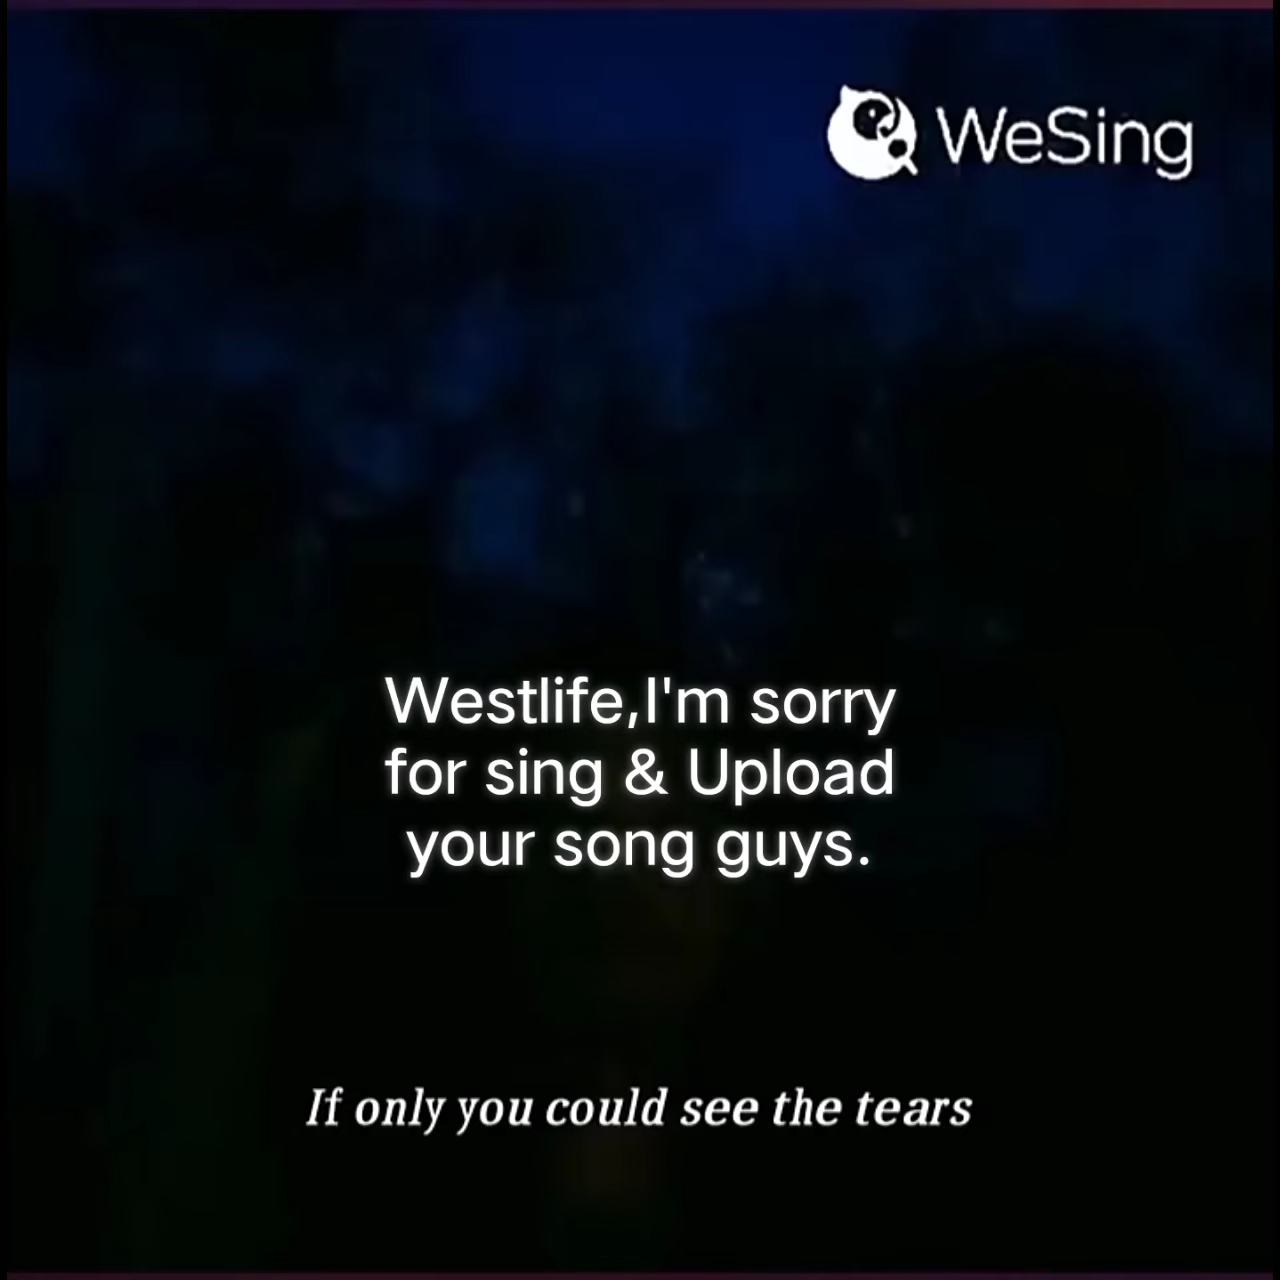 WeSing
Westlife,I'm sorry
for sing & Upload
your song guys.
If only you could see the tears